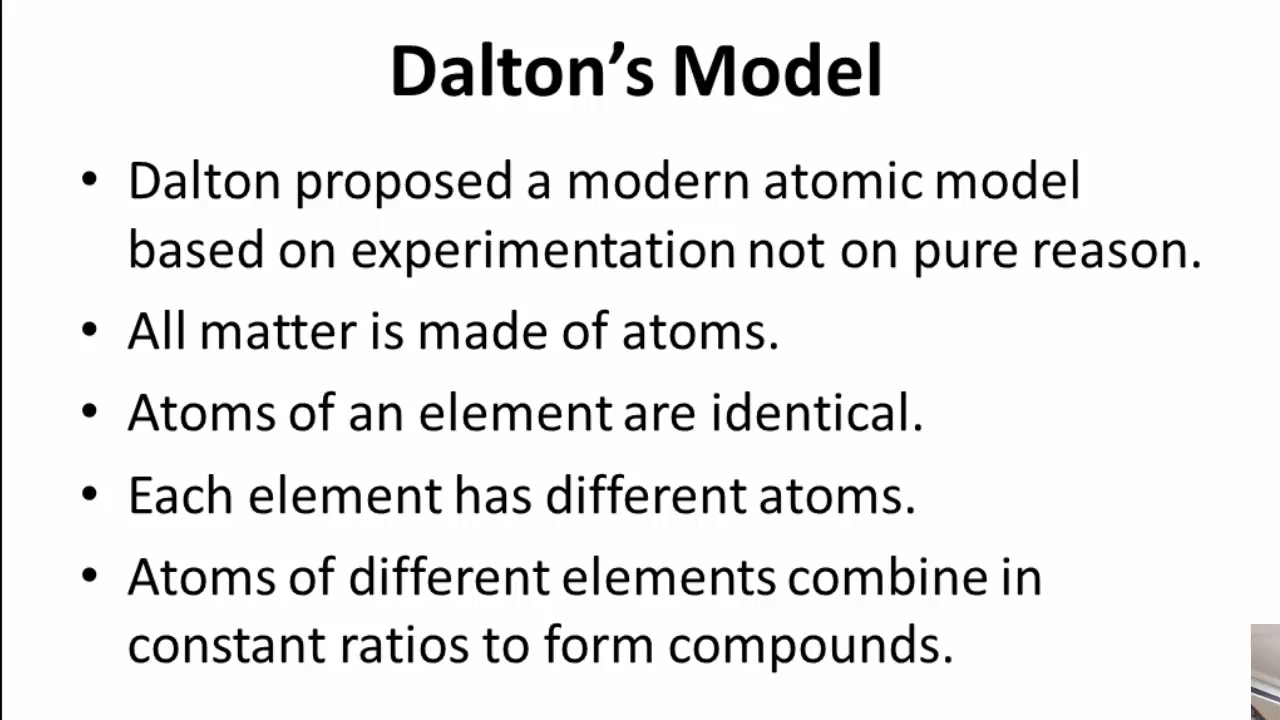 Dalton’s Model
• Dalton proposed a modern atomic model
based on experimentation not on pure reason.
• All matter is made of atoms.
• Atoms of an element are identical.
• Each element has different atoms.
• Atoms of different elements combine in
constant ratios to form compounds.